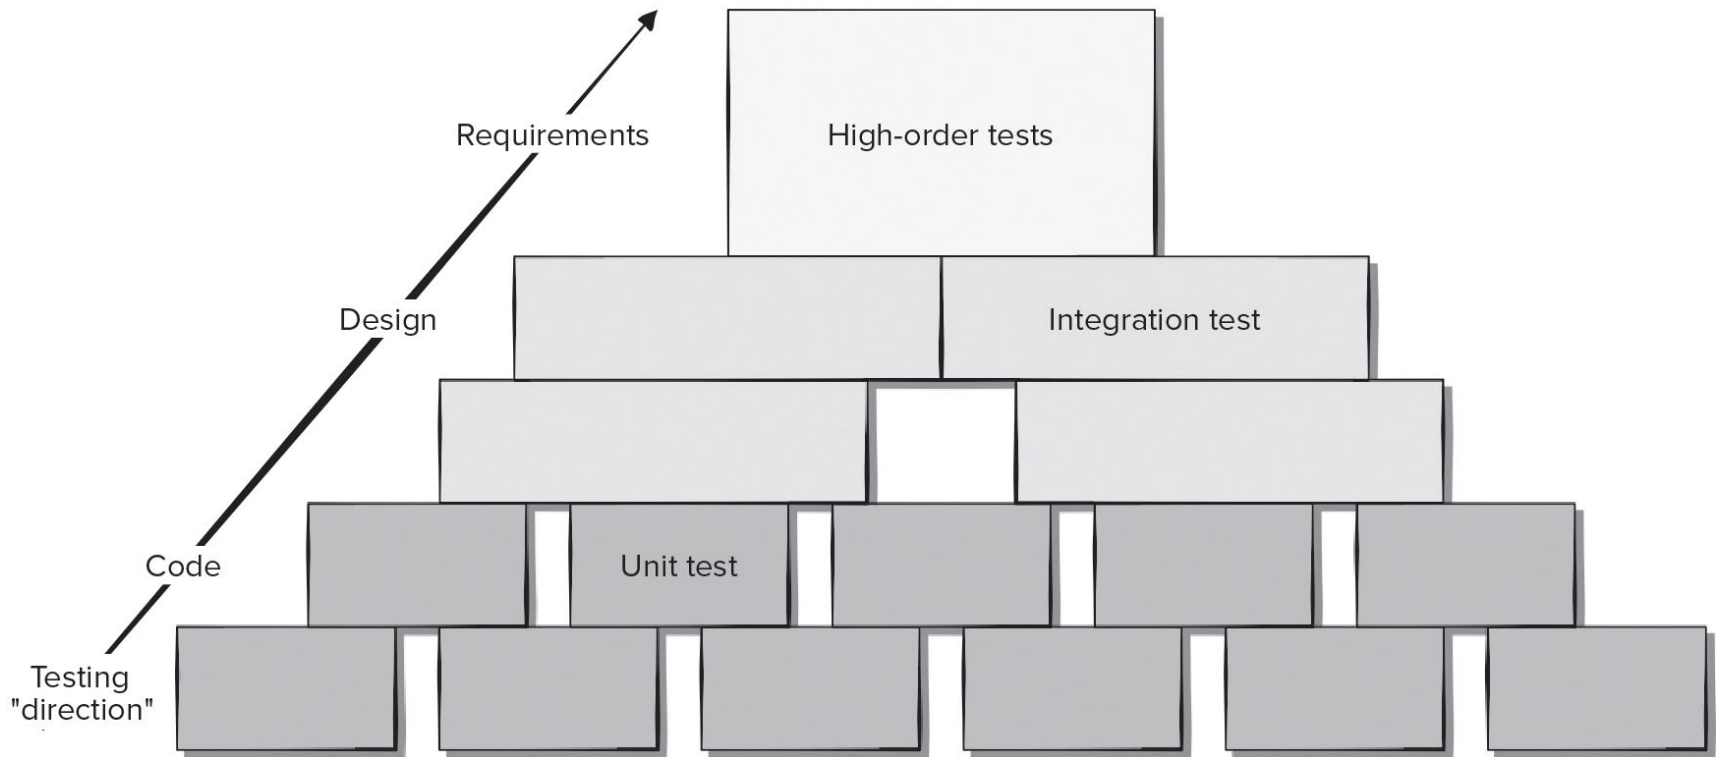 Requirements
High-order tests
Design
Integration test
Code
Unit test
Testing
"direction"